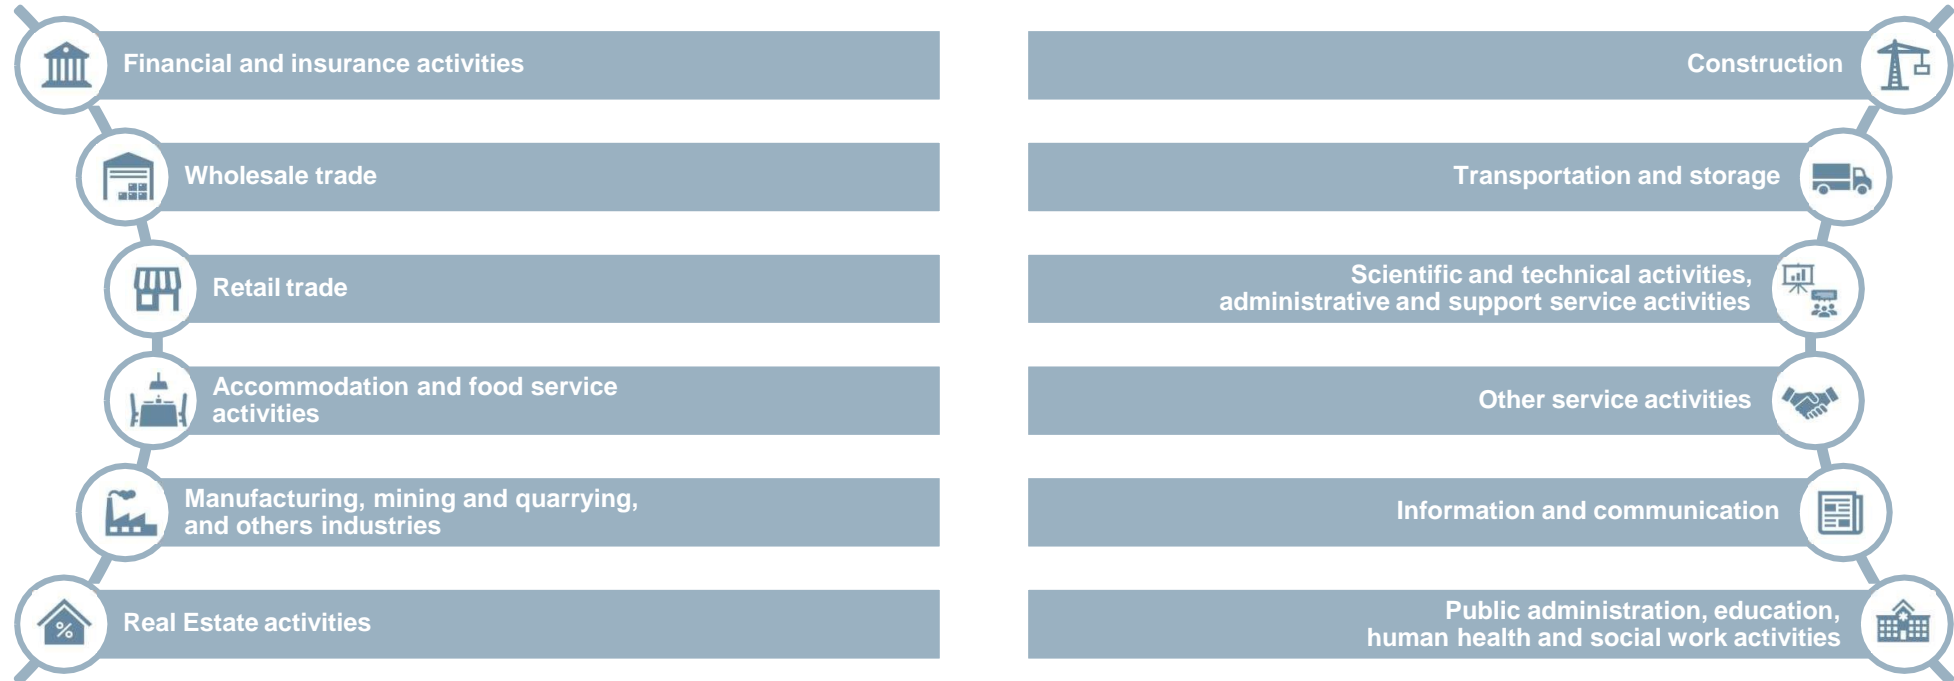 Financial and insurance activities
Wholesale trade
Retail trade
Accommodation and food service
activities
Manufacturing, mining and quarrying,
and others industries
%
Real Estate activities
Construction
Transportation and storage
Scientific and technical activities,
administrative and support service activities
Other service activities
Information and communication
Public administration, education,
human health and social work activities